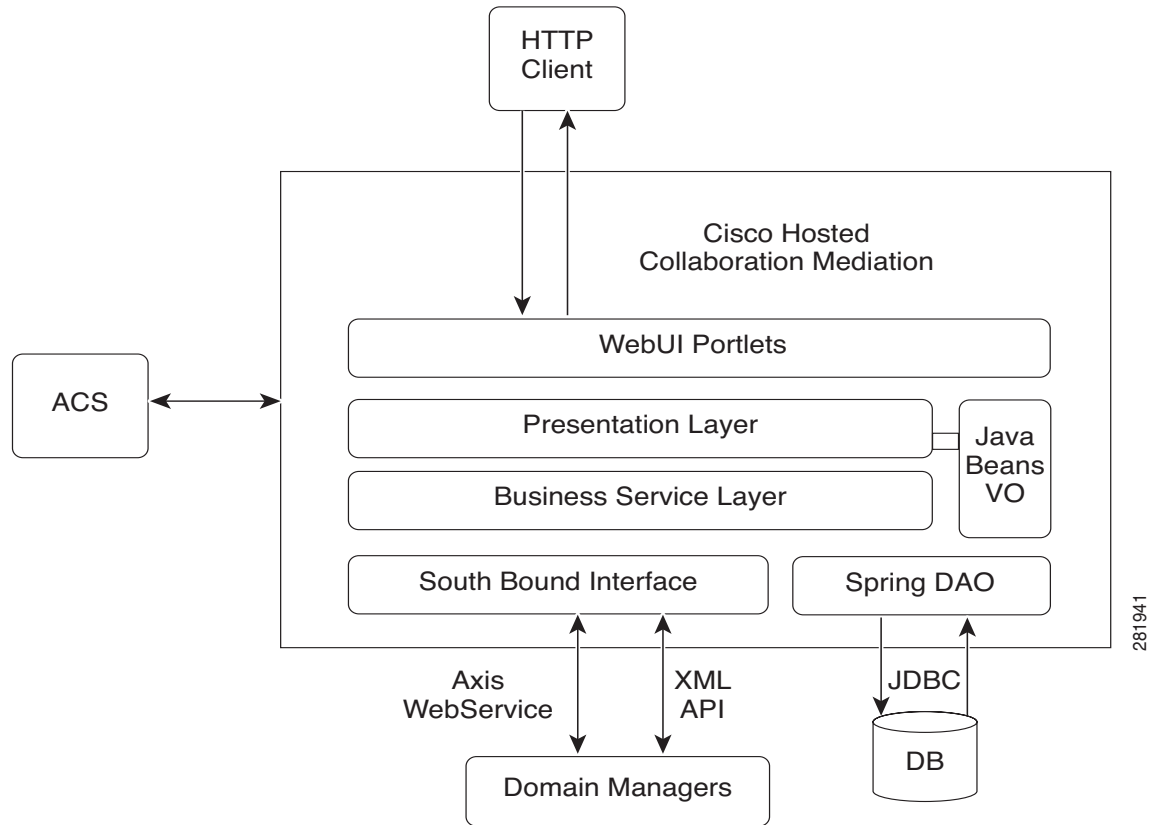 HTTP
Client
Cisco Hosted
Collaboration Mediation
WebUI Portlets
ACS
Presentation Layer
Java
Beans
VO
Business Service Layer
South Bound Interface
Spring DAO
281941
Axis
WebService
XML
API
JDBC
DB
Domain Managers